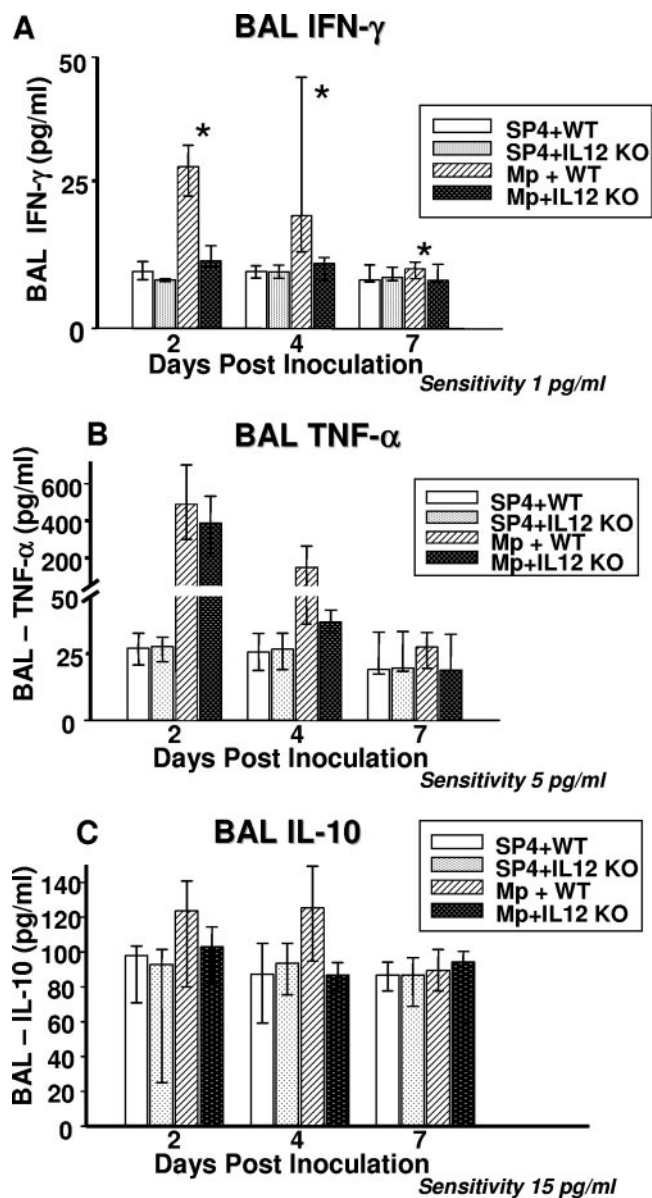 A
BAL IFN-γ
BAL IFN-γ (pg/ml)
50
25
0
*
*
*
SP4+WT
SP4+IL12 KO
Mp + WT
Mp+IL12 KO
2 4 7
Days Post Inoculation
Sensitivity 1 pg/ml
B
BAL TNF-α
BAL – TNF-α (pg/ml)
600
400
200
50
25
0
SP4+WT
SP4+IL12 KO
Mp + WT
Mp+IL12 KO
2 4 7
Days Post Inoculation
Sensitivity 5 pg/ml
C
BAL IL-10
BAL – IL-10 (pg/ml)
140
120
100
80
60
40
20
0
SP4+WT
SP4+IL12 KO
Mp + WT
Mp+IL12 KO
2 4 7
Days Post Inoculation
Sensitivity 15 pg/ml